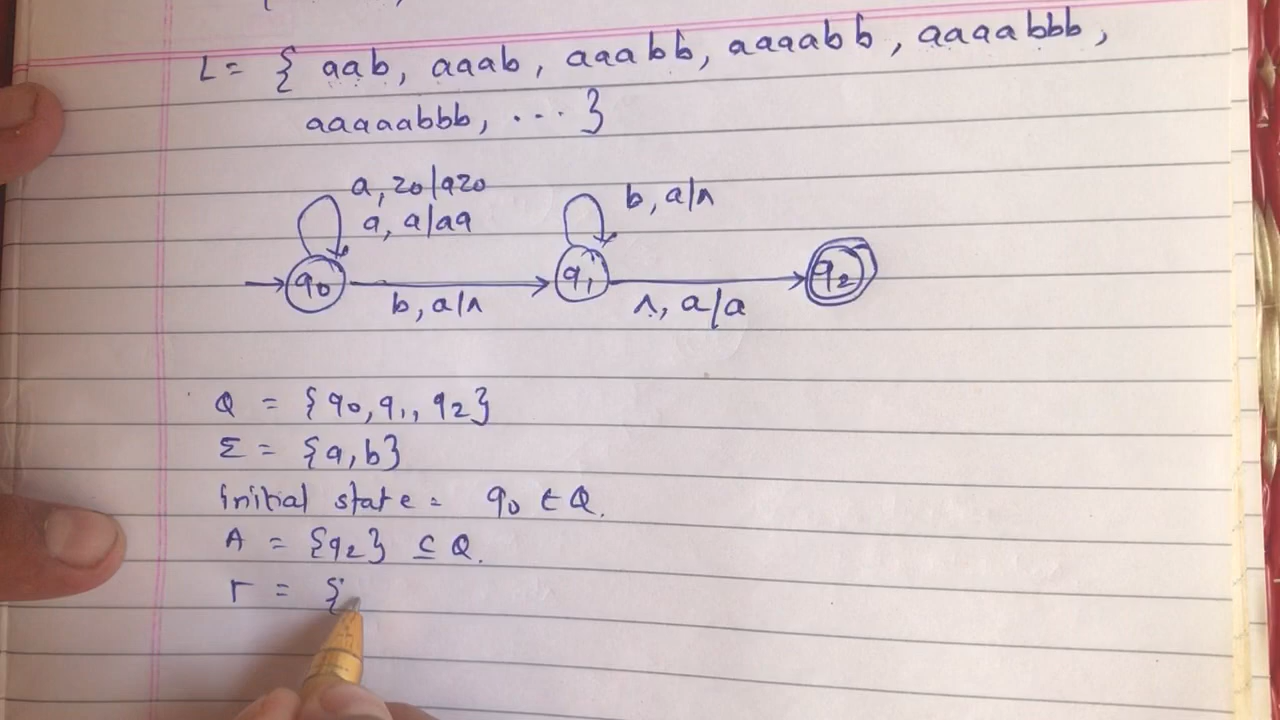 L = { aab, aaab, aaabb, aaaabb, aaaabbb,
aaaaabbb, ... }
a, z0/az0
a, a/aa
b, a/ʌ
q0
q1
q2
b, a/ʌ
ʌ, a/a
Q = {q0, q1, q2}
Σ = {a, b}
initial state = q0 ∈ Q.
A = {q2} ⊆ Q.
Γ = {